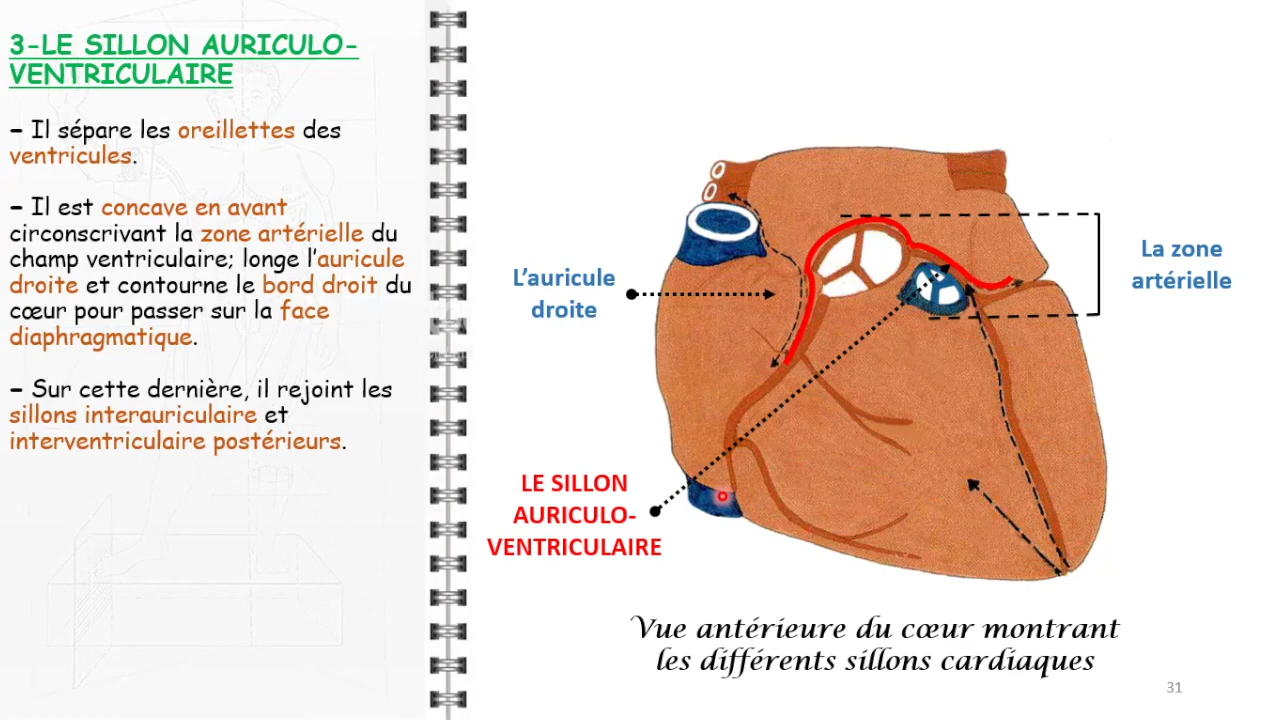 3-LE SILLON AURICULO-
VENTRICULAIRE
– Il sépare les oreillettes des
ventricules.
– Il est concave en avant
circonscrivant la zone artérielle du
champ ventriculaire; longe l’auricule
droite et contourne le bord droit du
cœur pour passer sur la face
diaphragmatique.
– Sur cette dernière, il rejoint les
sillons interauriculaire et
interventriculaire postérieurs.
L’auricule
droite
La zone
artérielle
LE SILLON
AURICULO-
VENTRICULAIRE
Vue antérieure du cœur montrant
les différents sillons cardiaques
31